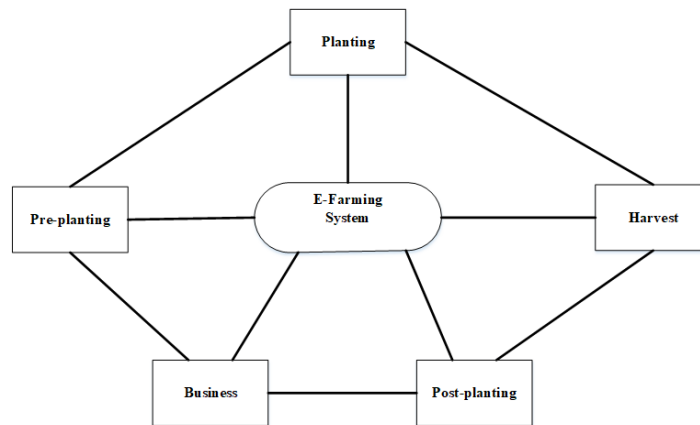 Planting
E-Farming
System
Pre-planting
Harvest
Business
Post-planting